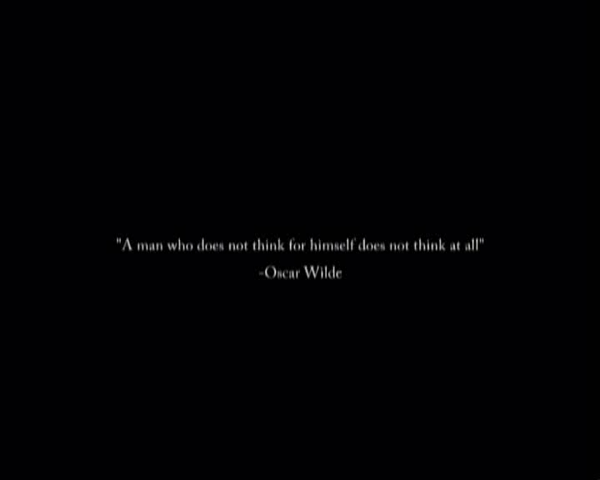 "A man who does not think for himself does not think at all"
-Oscar Wilde